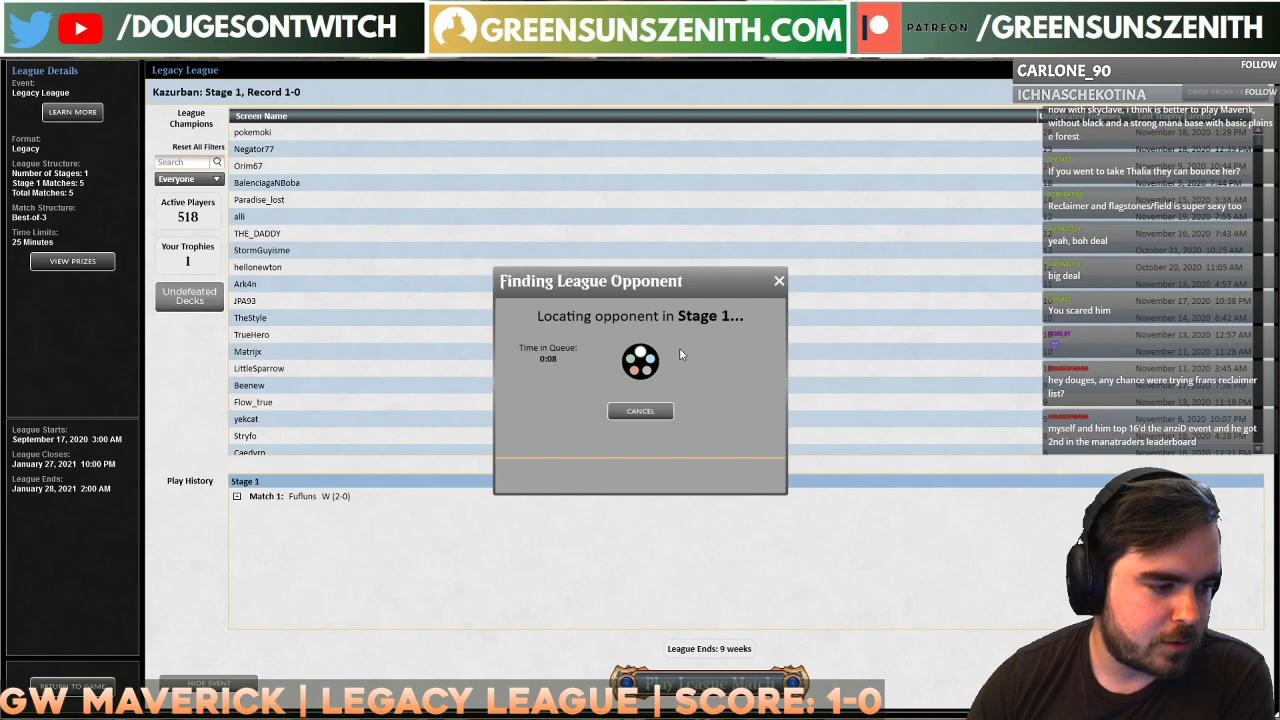 /DOUGESONTWITCH
GREENSUNSZENITH.COM
PATREON
/GREENSUNSZENITH
League Details
Event:
Legacy League
LEARN MORE
Format:
Legacy
League Structure:
Number of Stages: 1
Stage 1 Matches: 5
Total Matches: 5
Match Structure:
Best-of-3
Time Limits:
25 Minutes
VIEW PRIZES
League Starts:
September 17, 2020 3:00 AM
League Closes:
January 27, 2021 10:00 PM
League Ends:
January 28, 2021 2:00 AM
RETURN TO GAME
Legacy League
Kazurban: Stage 1, Record 1-0
League
Champions
Reset All Filters
Search
Everyone
Active Players
518
Your Trophies
1
Undefeated
Decks
Screen Name
pokemoki
Negator77
Orim67
BalenciagaNBoba
Paradise_lost
alli
THE_DADDY
StormGuyisme
hellonewton
Ark4n
JPA93
TheStyle
TrueHero
Matrijx
LittleSparrow
Beenew
Flow_true
yekcat
Stryfo
Caedyrn
Finding League Opponent
Locating opponent in Stage 1...
Time in Queue:
0:08
CANCEL
CARLONE_90
FOLLOW
ICHNASCHEKOTINA
FOLLOW
now with skyclave, i think is better to play Maverik,
without black and a strong mana base with basic plains
e forest
If you went to take Thalia they can bounce her?
Reclaimer and flagstones/field is super sexy too
yeah, boh deal
big deal
You scared him
hey douges, any chance were trying frans reclaimer
list?
myself and him top 16'd the anziD event and he got
2nd in the manatraders leaderboard
Play History
Stage 1
Match 1: Fufluns W (2-0)
League Ends: 9 weeks
HIDE EVENT
Play League Match
GW MAVERICK | LEGACY LEAGUE | SCORE: 1-0